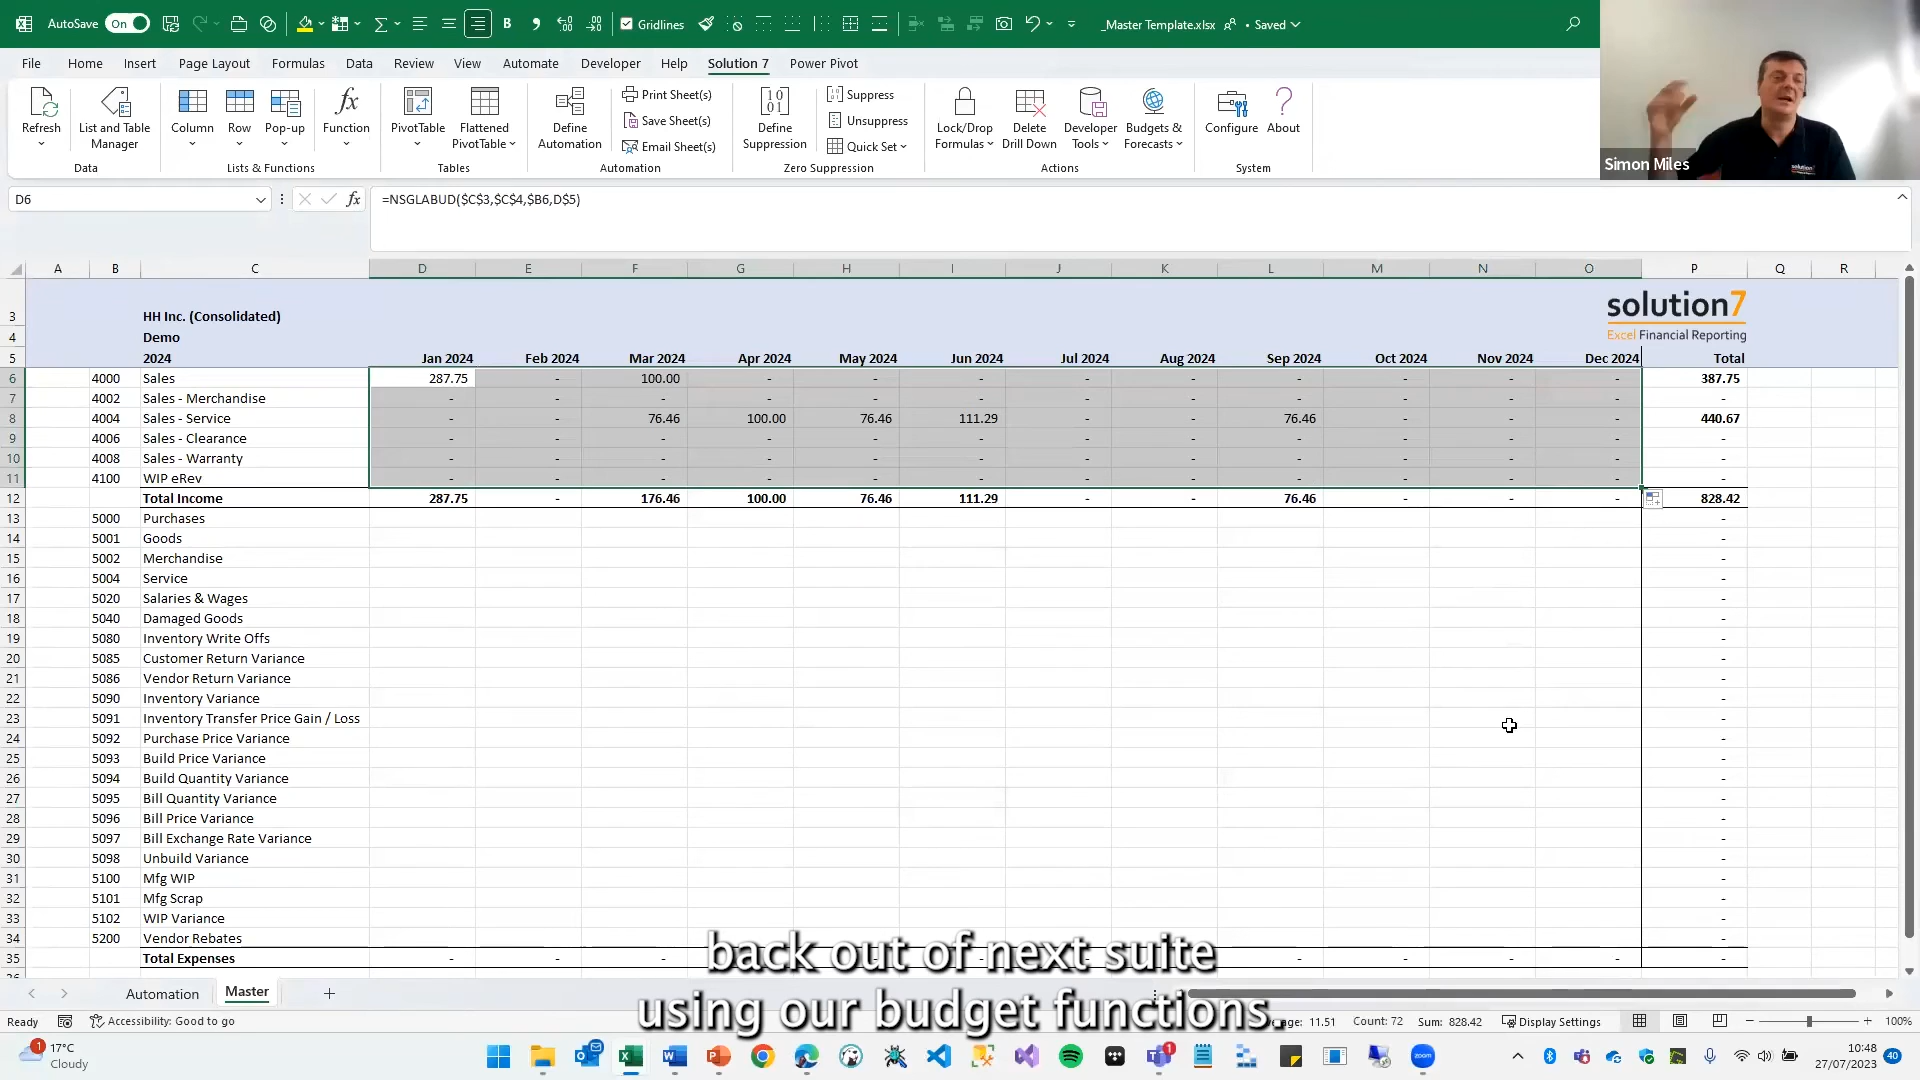 AutoSave On Gridlines _Master Template.xlsx • Saved
File Home Insert Page Layout Formulas Data Review View Automate Developer Help Solution 7 Power Pivot
Refresh List and Table Manager Column Row Pop-up Function PivotTable Flattened PivotTable Define Automation Print Sheet(s) Save Sheet(s) Email Sheet(s) Define Suppression Suppress Unsuppress Quick Set Lock/Drop Formulas Delete Drill Down Developer Tools Budgets & Forecasts Configure About
Data Lists & Functions Tables Automation Zero Suppression Actions System
Simon Miles
D6 fx =NSGLABUD($C$3,$C$4,$B6,D$5)
A B C D E F G H I J K L M N O P Q R
solution7
Excel Financial Reporting
3 HH Inc. (Consolidated)
4 Demo
5 2024 Jan 2024 Feb 2024 Mar 2024 Apr 2024 May 2024 Jun 2024 Jul 2024 Aug 2024 Sep 2024 Oct 2024 Nov 2024 Dec 2024 Total
6 4000 Sales 287.75 - 100.00 - - - - - - - - - 387.75
7 4002 Sales - Merchandise - - - - - - - - - - - - -
8 4004 Sales - Service - - 76.46 100.00 76.46 111.29 - - 76.46 - - - 440.67
9 4006 Sales - Clearance - - - - - - - - - - - - -
10 4008 Sales - Warranty - - - - - - - - - - - - -
11 4100 WIP eRev - - - - - - - - - - - - -
12 Total Income 287.75 - 176.46 100.00 76.46 111.29 - - 76.46 - - - 828.42
13 5000 Purchases -
14 5001 Goods -
15 5002 Merchandise -
16 5004 Service -
17 5020 Salaries & Wages -
18 5040 Damaged Goods -
19 5080 Inventory Write Offs -
20 5085 Customer Return Variance -
21 5086 Vendor Return Variance -
22 5090 Inventory Variance -
23 5091 Inventory Transfer Price Gain / Loss -
24 5092 Purchase Price Variance -
25 5093 Build Price Variance -
26 5094 Build Quantity Variance -
27 5095 Bill Quantity Variance -
28 5096 Bill Price Variance -
29 5097 Bill Exchange Rate Variance -
30 5098 Unbuild Variance -
31 5100 Mfg WIP -
32 5101 Mfg Scrap -
33 5102 WIP Variance -
34 5200 Vendor Rebates -
35 Total Expenses - - - - - -
back out of next suite
using our budget functions.
Automation Master
Ready Accessibility: Good to go 11.51 Count: 72 Sum: 828.42 Display Settings 100%
17°C
Cloudy
10:48
27/07/2023
40